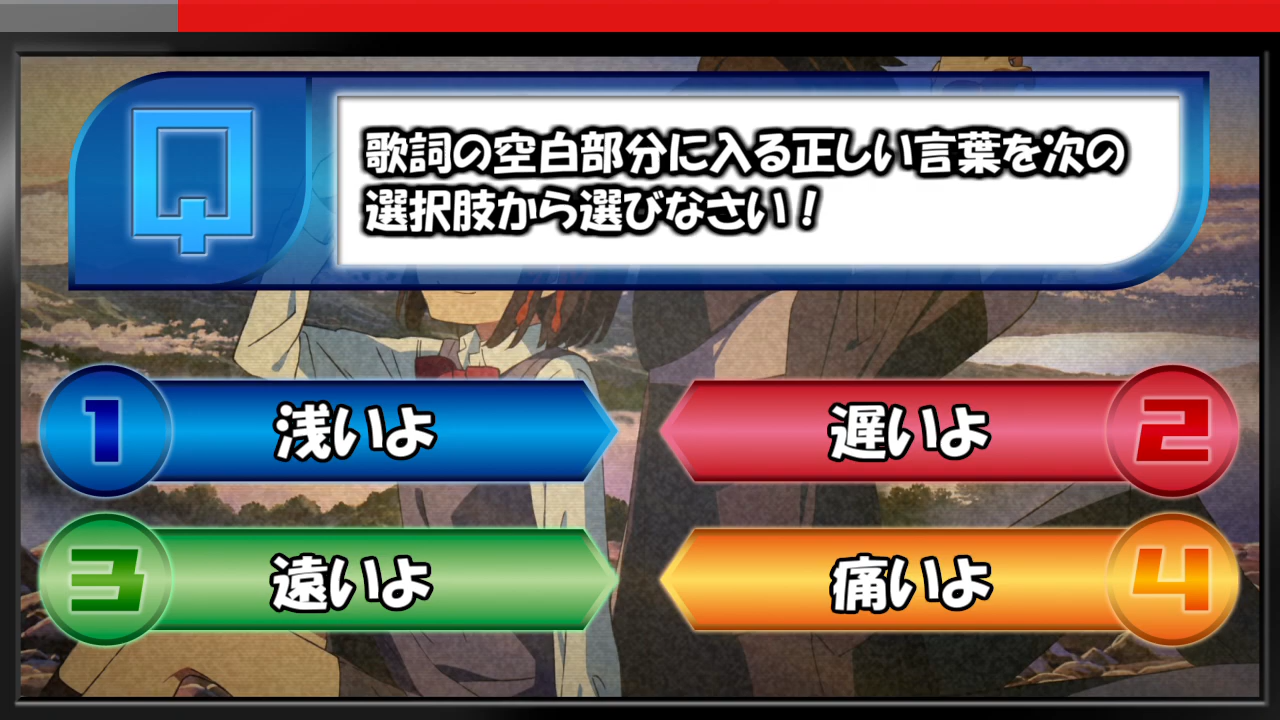 Q
歌詞の空白部分に入る正しい言葉を次の
選択肢から選びなさい！
1 浅いよ
遅いよ 2
3 遠いよ
痛いよ 4